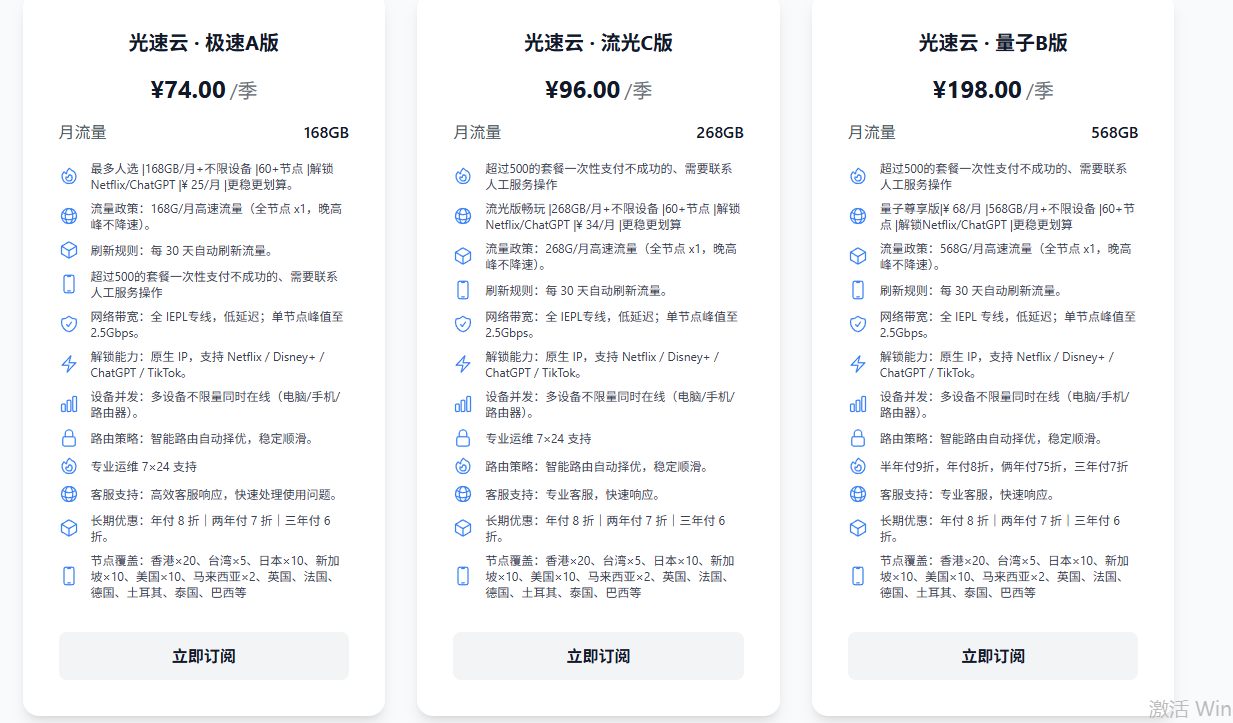 光速云 · 极速A版
¥74.00 /季
月流量 168GB
最多人选 |168GB/月+不限设备 |60+节点 |解锁
Netflix/ChatGPT |¥ 25/月 |更稳更划算。
流量政策：168G/月高速流量（全节点 x1，晚高
峰不降速）。
刷新规则：每 30 天自动刷新流量。
超过500的套餐一次性支付不成功的、需要联系
人工服务操作
网络带宽：全 IEPL专线，低延迟；单节点峰值至
2.5Gbps。
解锁能力：原生 IP，支持 Netflix / Disney+ /
ChatGPT / TikTok。
设备并发：多设备不限量同时在线（电脑/手机/
路由器）。
路由策略：智能路由自动择优，稳定顺滑。
专业运维 7×24 支持
客服支持：高效客服响应，快速处理使用问题。
长期优惠：年付 8 折｜两年付 7 折｜三年付 6
折。
节点覆盖：香港×20、台湾×5、日本×10、新加
坡×10、美国×10、马来西亚×2、英国、法国、
德国、土耳其、泰国、巴西等
立即订阅
光速云 · 流光C版
¥96.00 /季
月流量 268GB
超过500的套餐一次性支付不成功的、需要联系
人工服务操作
流光版畅玩 |268GB/月+不限设备 |60+节点 |解锁
Netflix/ChatGPT |¥ 34/月 |更稳更划算
流量政策：268G/月高速流量（全节点 x1，晚高
峰不降速）。
刷新规则：每 30 天自动刷新流量。
网络带宽：全 IEPL专线，低延迟；单节点峰值至
2.5Gbps。
解锁能力：原生 IP，支持 Netflix / Disney+ /
ChatGPT / TikTok。
设备并发：多设备不限量同时在线（电脑/手机/
路由器）。
专业运维 7×24 支持
路由策略：智能路由自动择优，稳定顺滑。
客服支持：专业客服，快速响应。
长期优惠：年付 8 折｜两年付 7 折｜三年付 6
折。
节点覆盖：香港×20、台湾×5、日本×10、新加
坡×10、美国×10、马来西亚×2、英国、法国、
德国、土耳其、泰国、巴西等
立即订阅
光速云 · 量子B版
¥198.00 /季
月流量 568GB
超过500的套餐一次性支付不成功的、需要联系
人工服务操作
量子尊享版|¥ 68/月 |568GB/月+不限设备 |60+节
点 |解锁Netflix/ChatGPT |更稳更划算
流量政策：568G/月高速流量（全节点 x1，晚高
峰不降速）。
刷新规则：每 30 天自动刷新流量。
网络带宽：全 IEPL 专线，低延迟；单节点峰值至
2.5Gbps。
解锁能力：原生 IP，支持 Netflix / Disney+ /
ChatGPT / TikTok。
设备并发：多设备不限量同时在线（电脑/手机/
路由器）。
路由策略：智能路由自动择优，稳定顺滑。
半年付9折，年付8折，俩年付75折，三年付7折
客服支持：专业客服，快速响应。
长期优惠：年付 8 折｜两年付 7 折｜三年付 6
折。
节点覆盖：香港×20、台湾×5、日本×10、新加
坡×10、美国×10、马来西亚×2、英国、法国、
德国、土耳其、泰国、巴西等
立即订阅
激活 Win